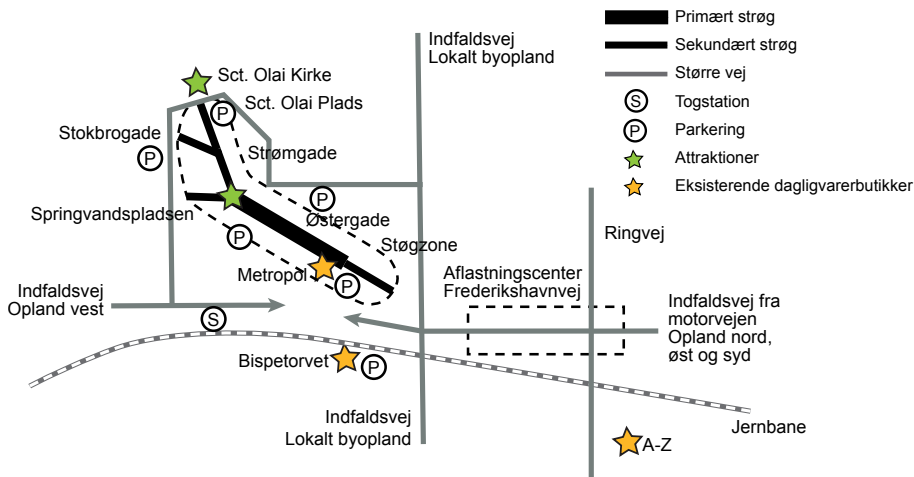 Primært strøg
Sekundært strøg
Større vej
S
Togstation
P
Parkering
Attraktioner
Eksisterende dagligvarerbutikker
Indfaldsvej
Lokalt byopland
Sct. Olai Kirke
Sct. Olai Plads
P
Stokbrogade
P
Strømgade
P
Springvandspladsen
Østergade
P
Støgzone
Ringvej
Metropol
P
Aflastningscenter
Frederikshavnvej
Indfaldsvej
Opland vest
S
Indfaldsvej fra
motorvejen
Opland nord,
øst og syd
Bispetorvet
P
Indfaldsvej
Lokalt byopland
Jernbane
A-Z